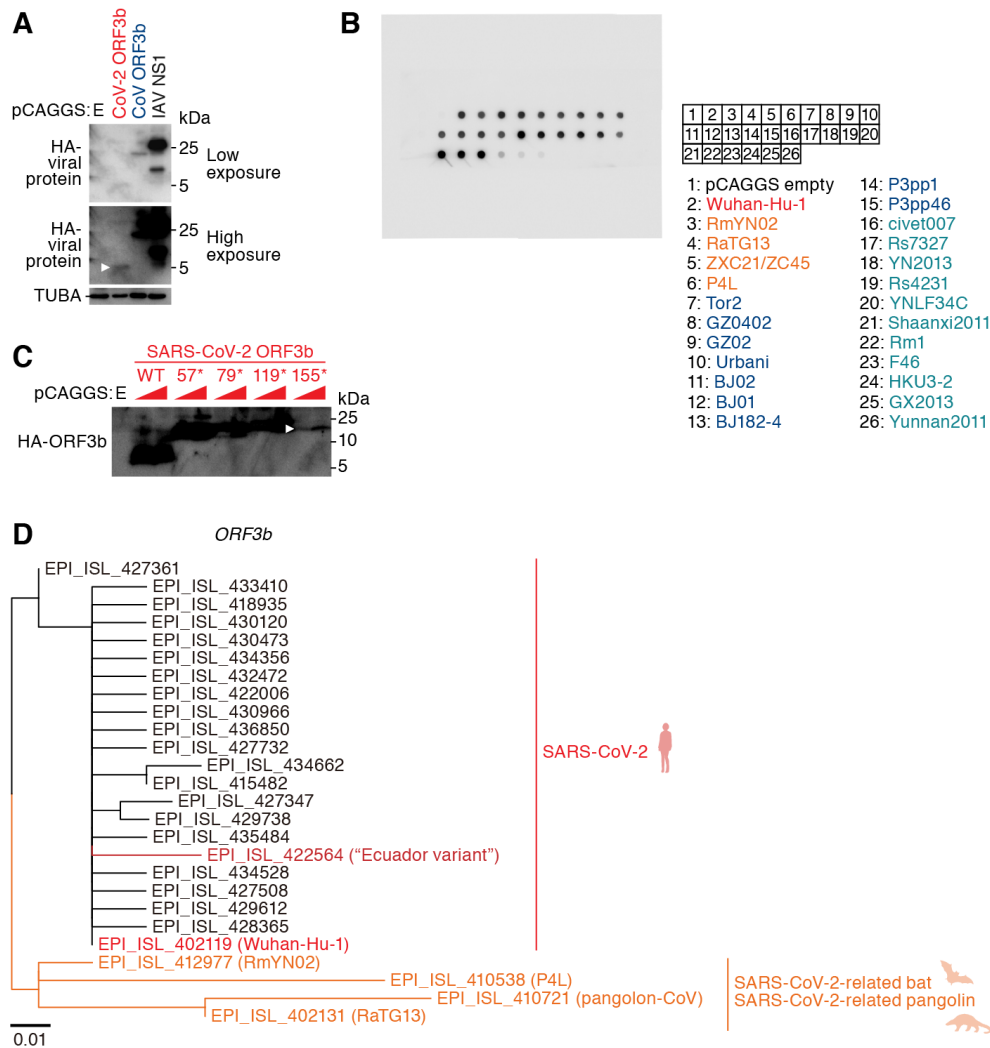 A
pCAGGS: E
CoV-2 ORF3b
CoV ORF3b
IAV NS1
kDa
HA-
viral
protein
25
5
Low
exposure
HA-
viral
protein
25
5
High
exposure
TUBA
B
1 2 3 4 5 6 7 8 9 10
11 12 13 14 15 16 17 18 19 20
21 22 23 24 25 26
1: pCAGGS empty
2: Wuhan-Hu-1
3: RmYN02
4: RaTG13
5: ZXC21/ZC45
6: P4L
7: Tor2
8: GZ0402
9: GZ02
10: Urbani
11: BJ02
12: BJ01
13: BJ182-4
14: P3pp1
15: P3pp46
16: civet007
17: Rs7327
18: YN2013
19: Rs4231
20: YNLF34C
21: Shaanxi2011
22: Rm1
23: F46
24: HKU3-2
25: GX2013
26: Yunnan2011
C
SARS-CoV-2 ORF3b
WT 57* 79* 119* 155*
pCAGGS: E
kDa
HA-ORF3b
25
10
5
D
ORF3b
EPI_ISL_427361
EPI_ISL_433410
EPI_ISL_418935
EPI_ISL_430120
EPI_ISL_430473
EPI_ISL_434356
EPI_ISL_432472
EPI_ISL_422006
EPI_ISL_430966
EPI_ISL_436850
EPI_ISL_427732
EPI_ISL_434662
EPI_ISL_415482
EPI_ISL_427347
EPI_ISL_429738
EPI_ISL_435484
EPI_ISL_422564 (“Ecuador variant”)
EPI_ISL_434528
EPI_ISL_427508
EPI_ISL_429612
EPI_ISL_428365
EPI_ISL_402119 (Wuhan-Hu-1)
EPI_ISL_412977 (RmYN02)
EPI_ISL_410538 (P4L)
EPI_ISL_410721 (pangolon-CoV)
EPI_ISL_402131 (RaTG13)
SARS-CoV-2
SARS-CoV-2-related bat
SARS-CoV-2-related pangolin
0.01